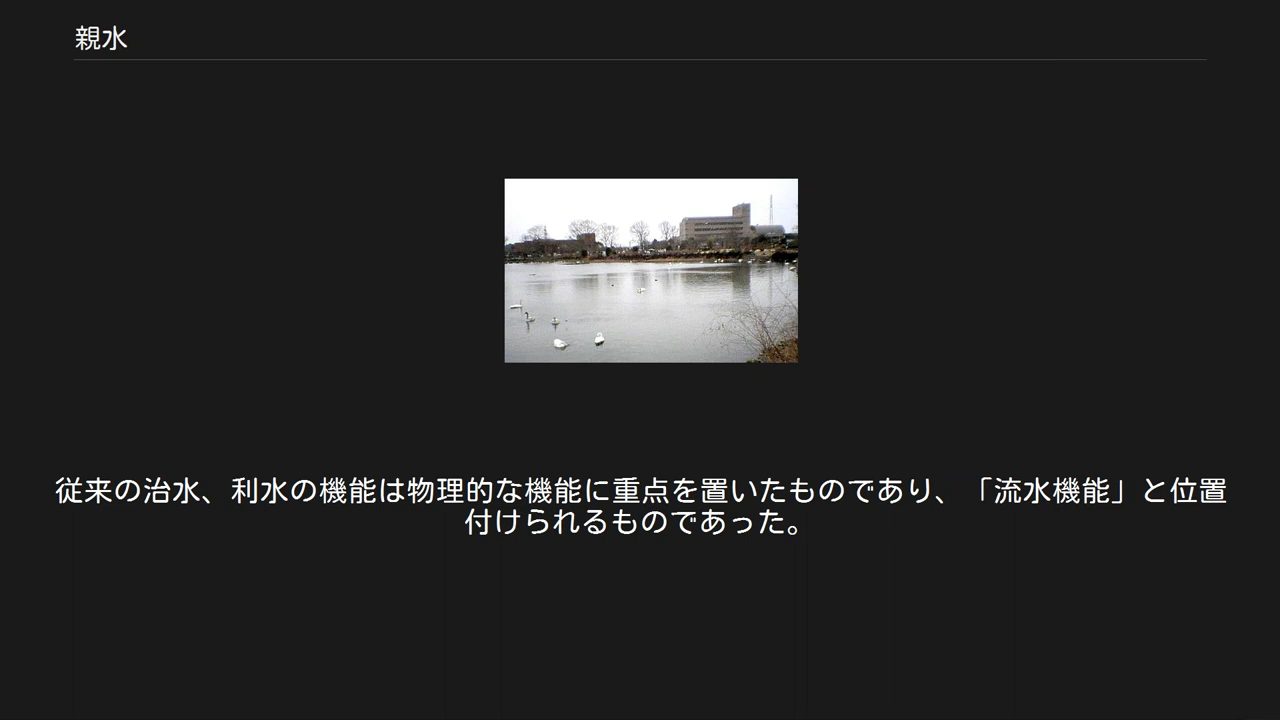 親水
従来の治水、利水の機能は物理的な機能に重点を置いたものであり、「流水機能」と位置
付けられるものであった。